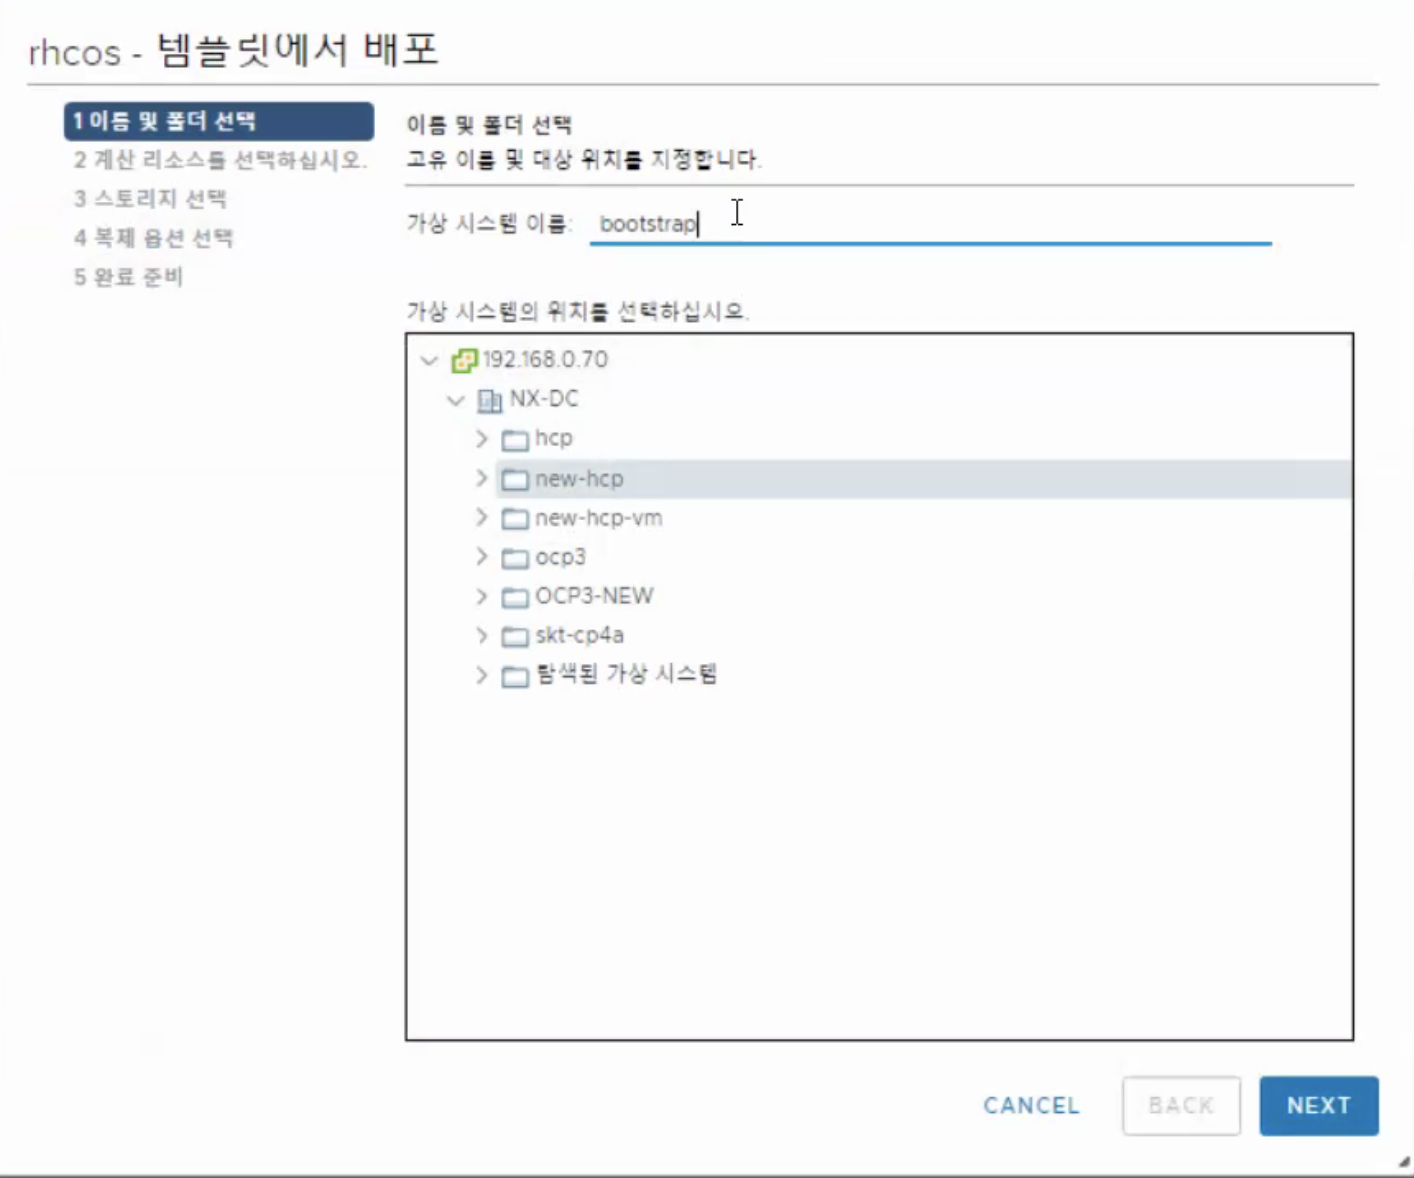 rhcos - 템플릿에서 배포
1 이름 및 폴더 선택
2 계산 리소스를 선택하십시오.
3 스토리지 선택
4 복제 옵션 선택
5 완료 준비
이름 및 폴더 선택
고유 이름 및 대상 위치를 지정합니다.
가상 시스템 이름: bootstrap
가상 시스템의 위치를 선택하십시오.
192.168.0.70
NX-DC
hcp
new-hcp
new-hcp-vm
ocp3
OCP3-NEW
skt-cp4a
탐색된 가상 시스템
CANCEL BACK NEXT